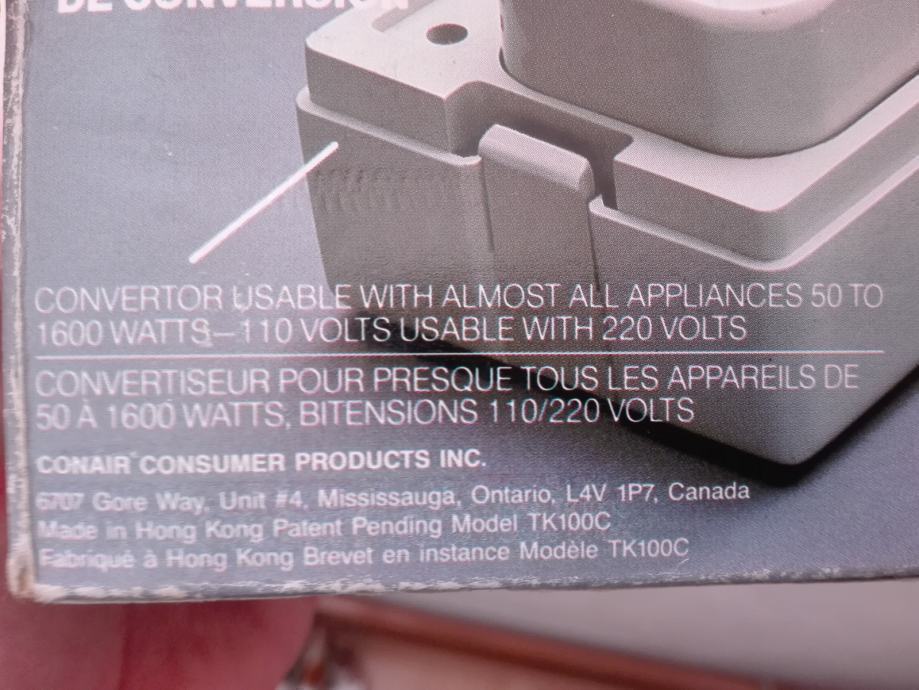 DE CONVERSION
CONVERTOR USABLE WITH ALMOST ALL APPLIANCES 50 TO
1600 WATTS—110 VOLTS USABLE WITH 220 VOLTS
CONVERTISEUR POUR PRESQUE TOUS LES APPAREILS DE
50 À 1600 WATTS, BITENSIONS 110/220 VOLTS
CONAIR® CONSUMER PRODUCTS INC.
6707 Gore Way, Unit #4, Mississauga, Ontario, L4V 1P7, Canada
Made in Hong Kong Patent Pending Model TK100C
Fabriqué à Hong Kong Brevet en instance Modèle TK100C